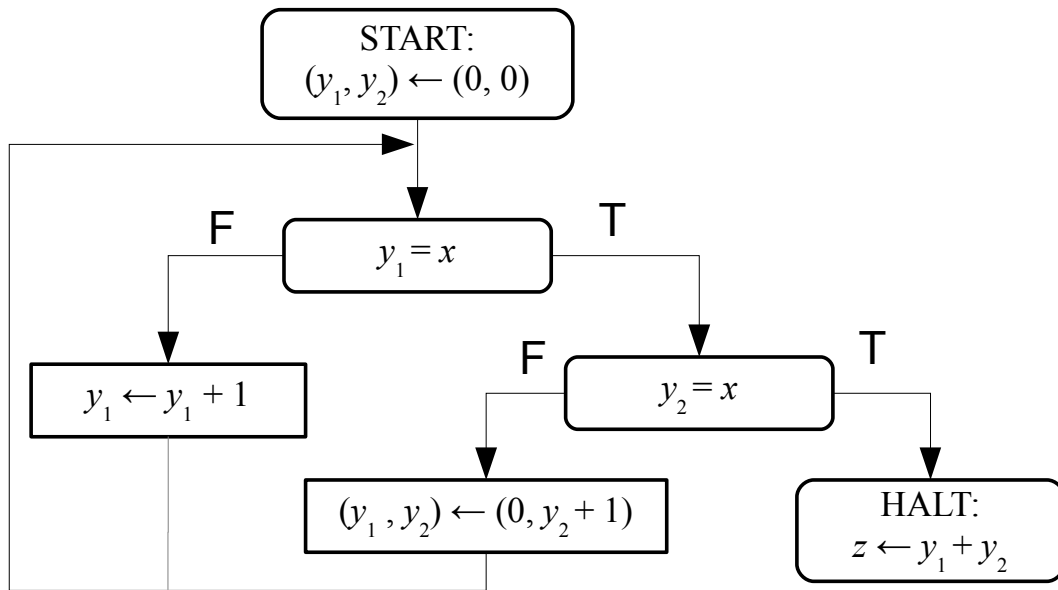 START:
(y₁, y₂) ← (0, 0)
F
T
y₁ = x
F
T
y₁ ← y₁ + 1
y₂ = x
(y₁ , y₂) ← (0, y₂ + 1)
HALT:
z ← y₁ + y₂